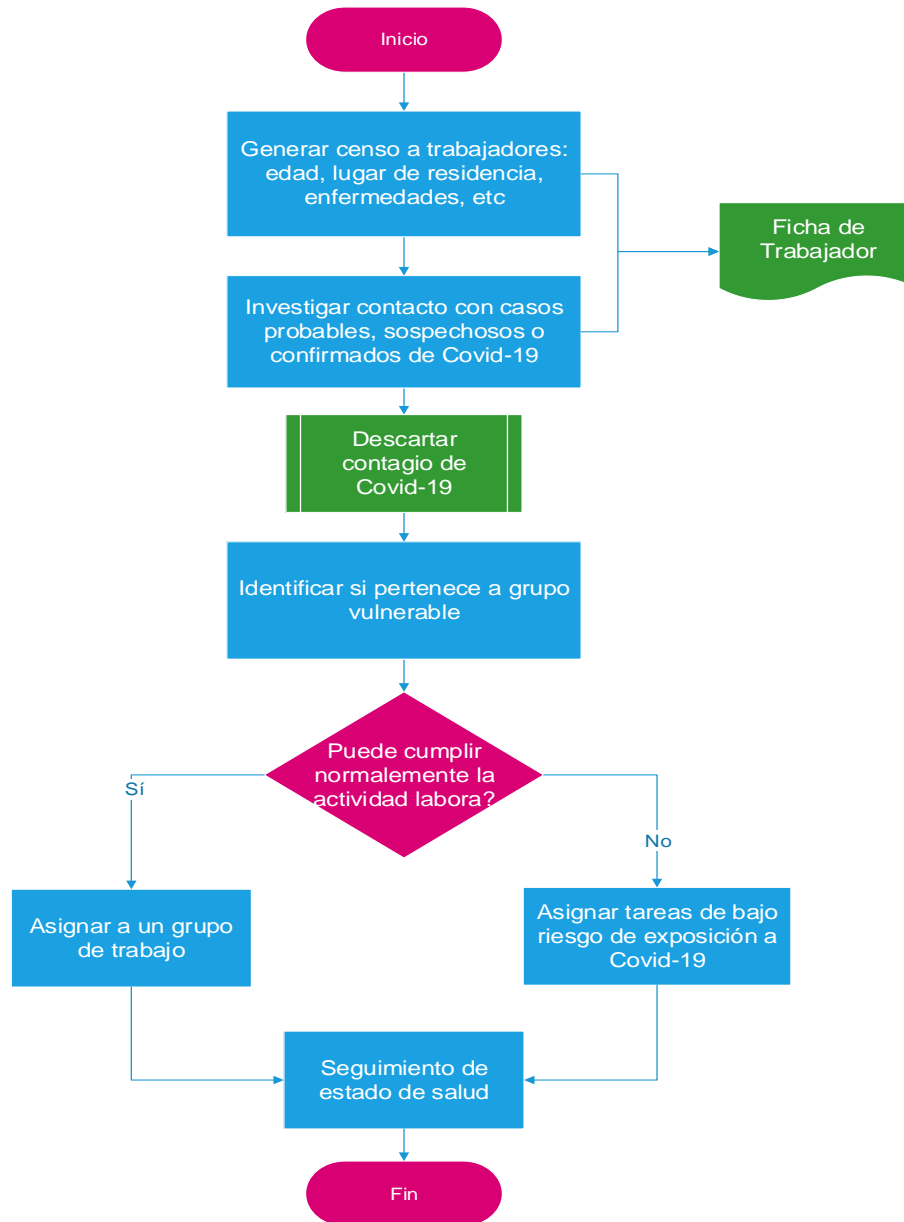 Inicio
Generar censo a trabajadores:
edad, lugar de residencia,
enfermedades, etc
Ficha de
Trabajador
Investigar contacto con casos
probables, sospechosos o
confirmados de Covid-19
Descartar
contagio de
Covid-19
Identificar si pertenece a grupo
vulnerable
Puede cumplir
normalemente la
actividad labora?
Sí
No
Asignar a un grupo
de trabajo
Asignar tareas de bajo
riesgo de exposición a
Covid-19
Seguimiento de
estado de salud
Fin